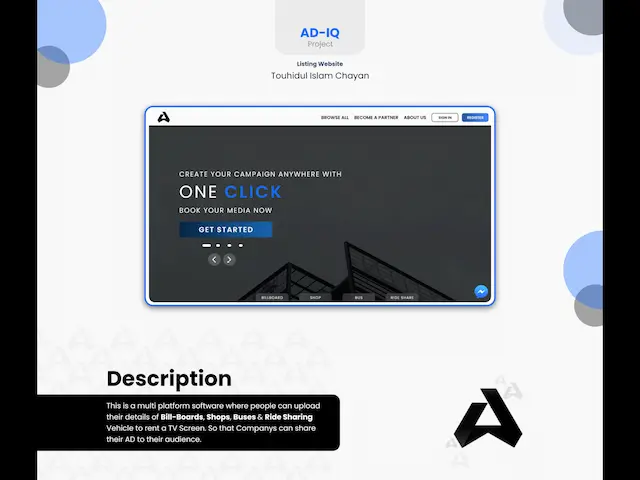 AD-IQ
Project
Listing Website
Touhidul Islam Chayan
BROWSE ALL BECOME A PARTNER ABOUT US SIGN IN REGISTER
CREATE YOUR CAMPAIGN ANYWHERE WITH
ONE CLICK
BOOK YOUR MEDIA NOW
GET STARTED
BILLBOARD SHOP BUS RIDE SHARE
Description
This is a multi platform software where people can upload
their details of Bill-Boards, Shops, Buses & Ride Sharing
Vehicle to rent a TV Screen. So that Companys can share
their AD to their audience.